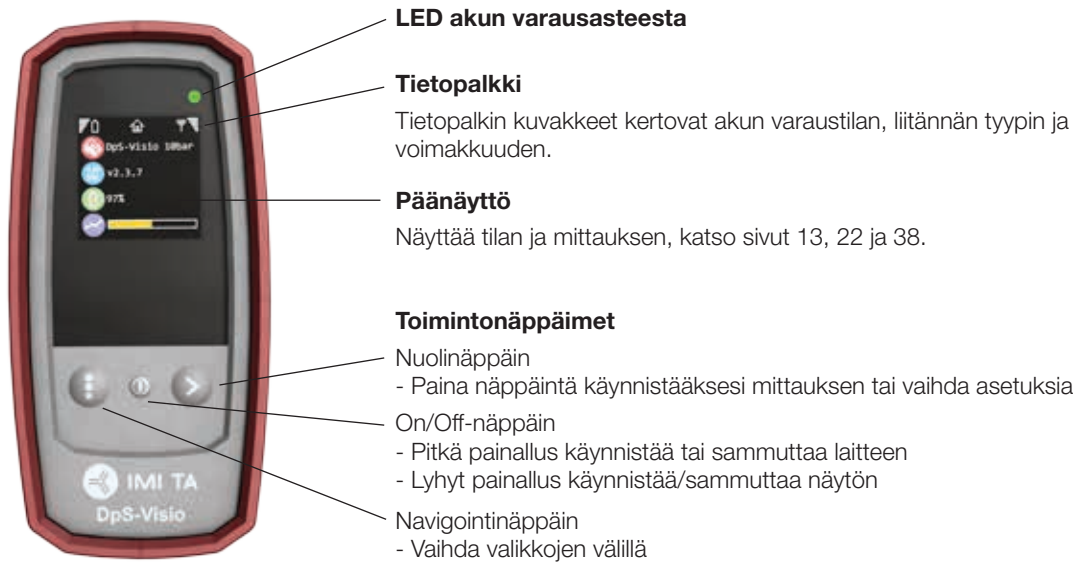 LED akun varausasteesta
Tietopalkki
Tietopalkin kuvakkeet kertovat akun varaustilan, liitännän tyypin ja
voimakkuuden.
Päänäyttö
Näyttää tilan ja mittauksen, katso sivut 13, 22 ja 38.
Toimintonäppäimet
Nuolinäppäin
- Paina näppäintä käynnistääksesi mittauksen tai vaihda asetuksia
On/Off-näppäin
- Pitkä painallus käynnistää tai sammuttaa laitteen
- Lyhyt painallus käynnistää/sammuttaa näytön
Navigointinäppäin
- Vaihda valikkojen välillä
DpS-Visio 10bar
v2.3.7
97%
IMI TA
DpS-Visio